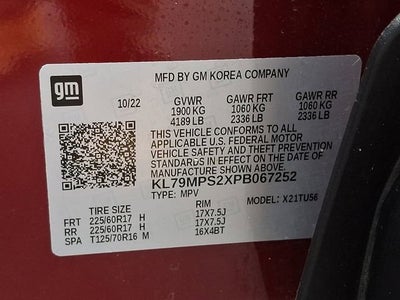 gm
MFD BY GM KOREA COMPANY
10/22 GVWR GAWR FRT GAWR RR
1900 KG 1060 KG 1060 KG
4189 LB 2336 LB 2336 LB
THIS VEHICLE CONFORMS TO ALL
APPLICABLE U.S. FEDERAL MOTOR
VEHICLE SAFETY AND THEFT PREVENTION
STANDARDS IN EFFECT ON THE DATE OF
MANUFACTURE SHOWN ABOVE.
KL79MPS2XPB067252
TYPE: MPV MODEL: X21TU56
TIRE SIZE RIM
FRT 225/60R17 H 17X7.5J
RR 225/60R17 H 17X7.5J
SPA T125/70R16 M 16X4BT